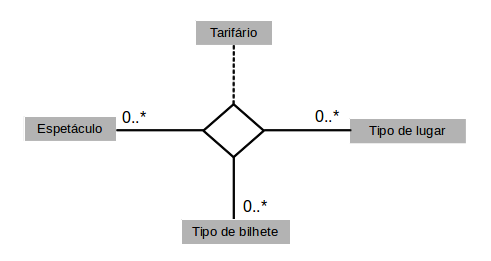 Tarifário
Espetáculo
0..*
0..*
Tipo de lugar
0..*
Tipo de bilhete